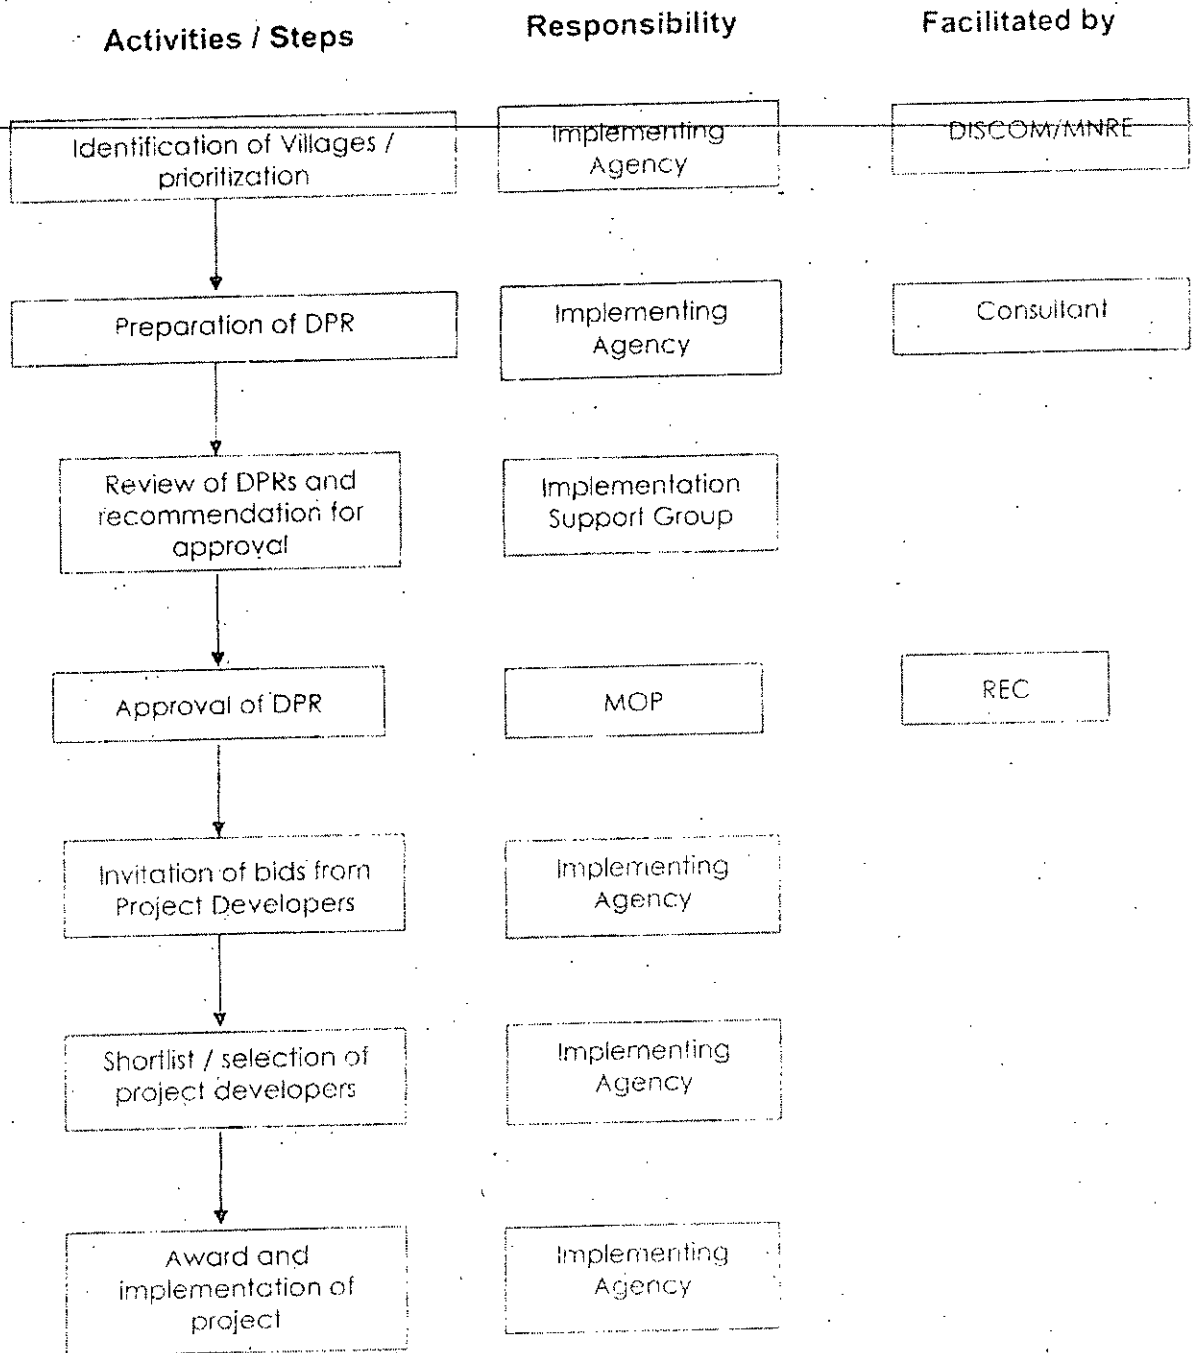 Activities / Steps
Responsibility
Facilitated by
Identification of Villages /
prioritization
Implementing
Agency
DISCOM/MNRE
Preparation of DPR
Implementing
Agency
Consultant
Review of DPRs and
recommendation for
approval
Implementation
Support Group
Approval of DPR
MOP
REC
Invitation of bids from
Project Developers
Implementing
Agency
Shortlist / selection of
project developers
Implementing
Agency
Award and
implementation of
project
Implementing
Agency